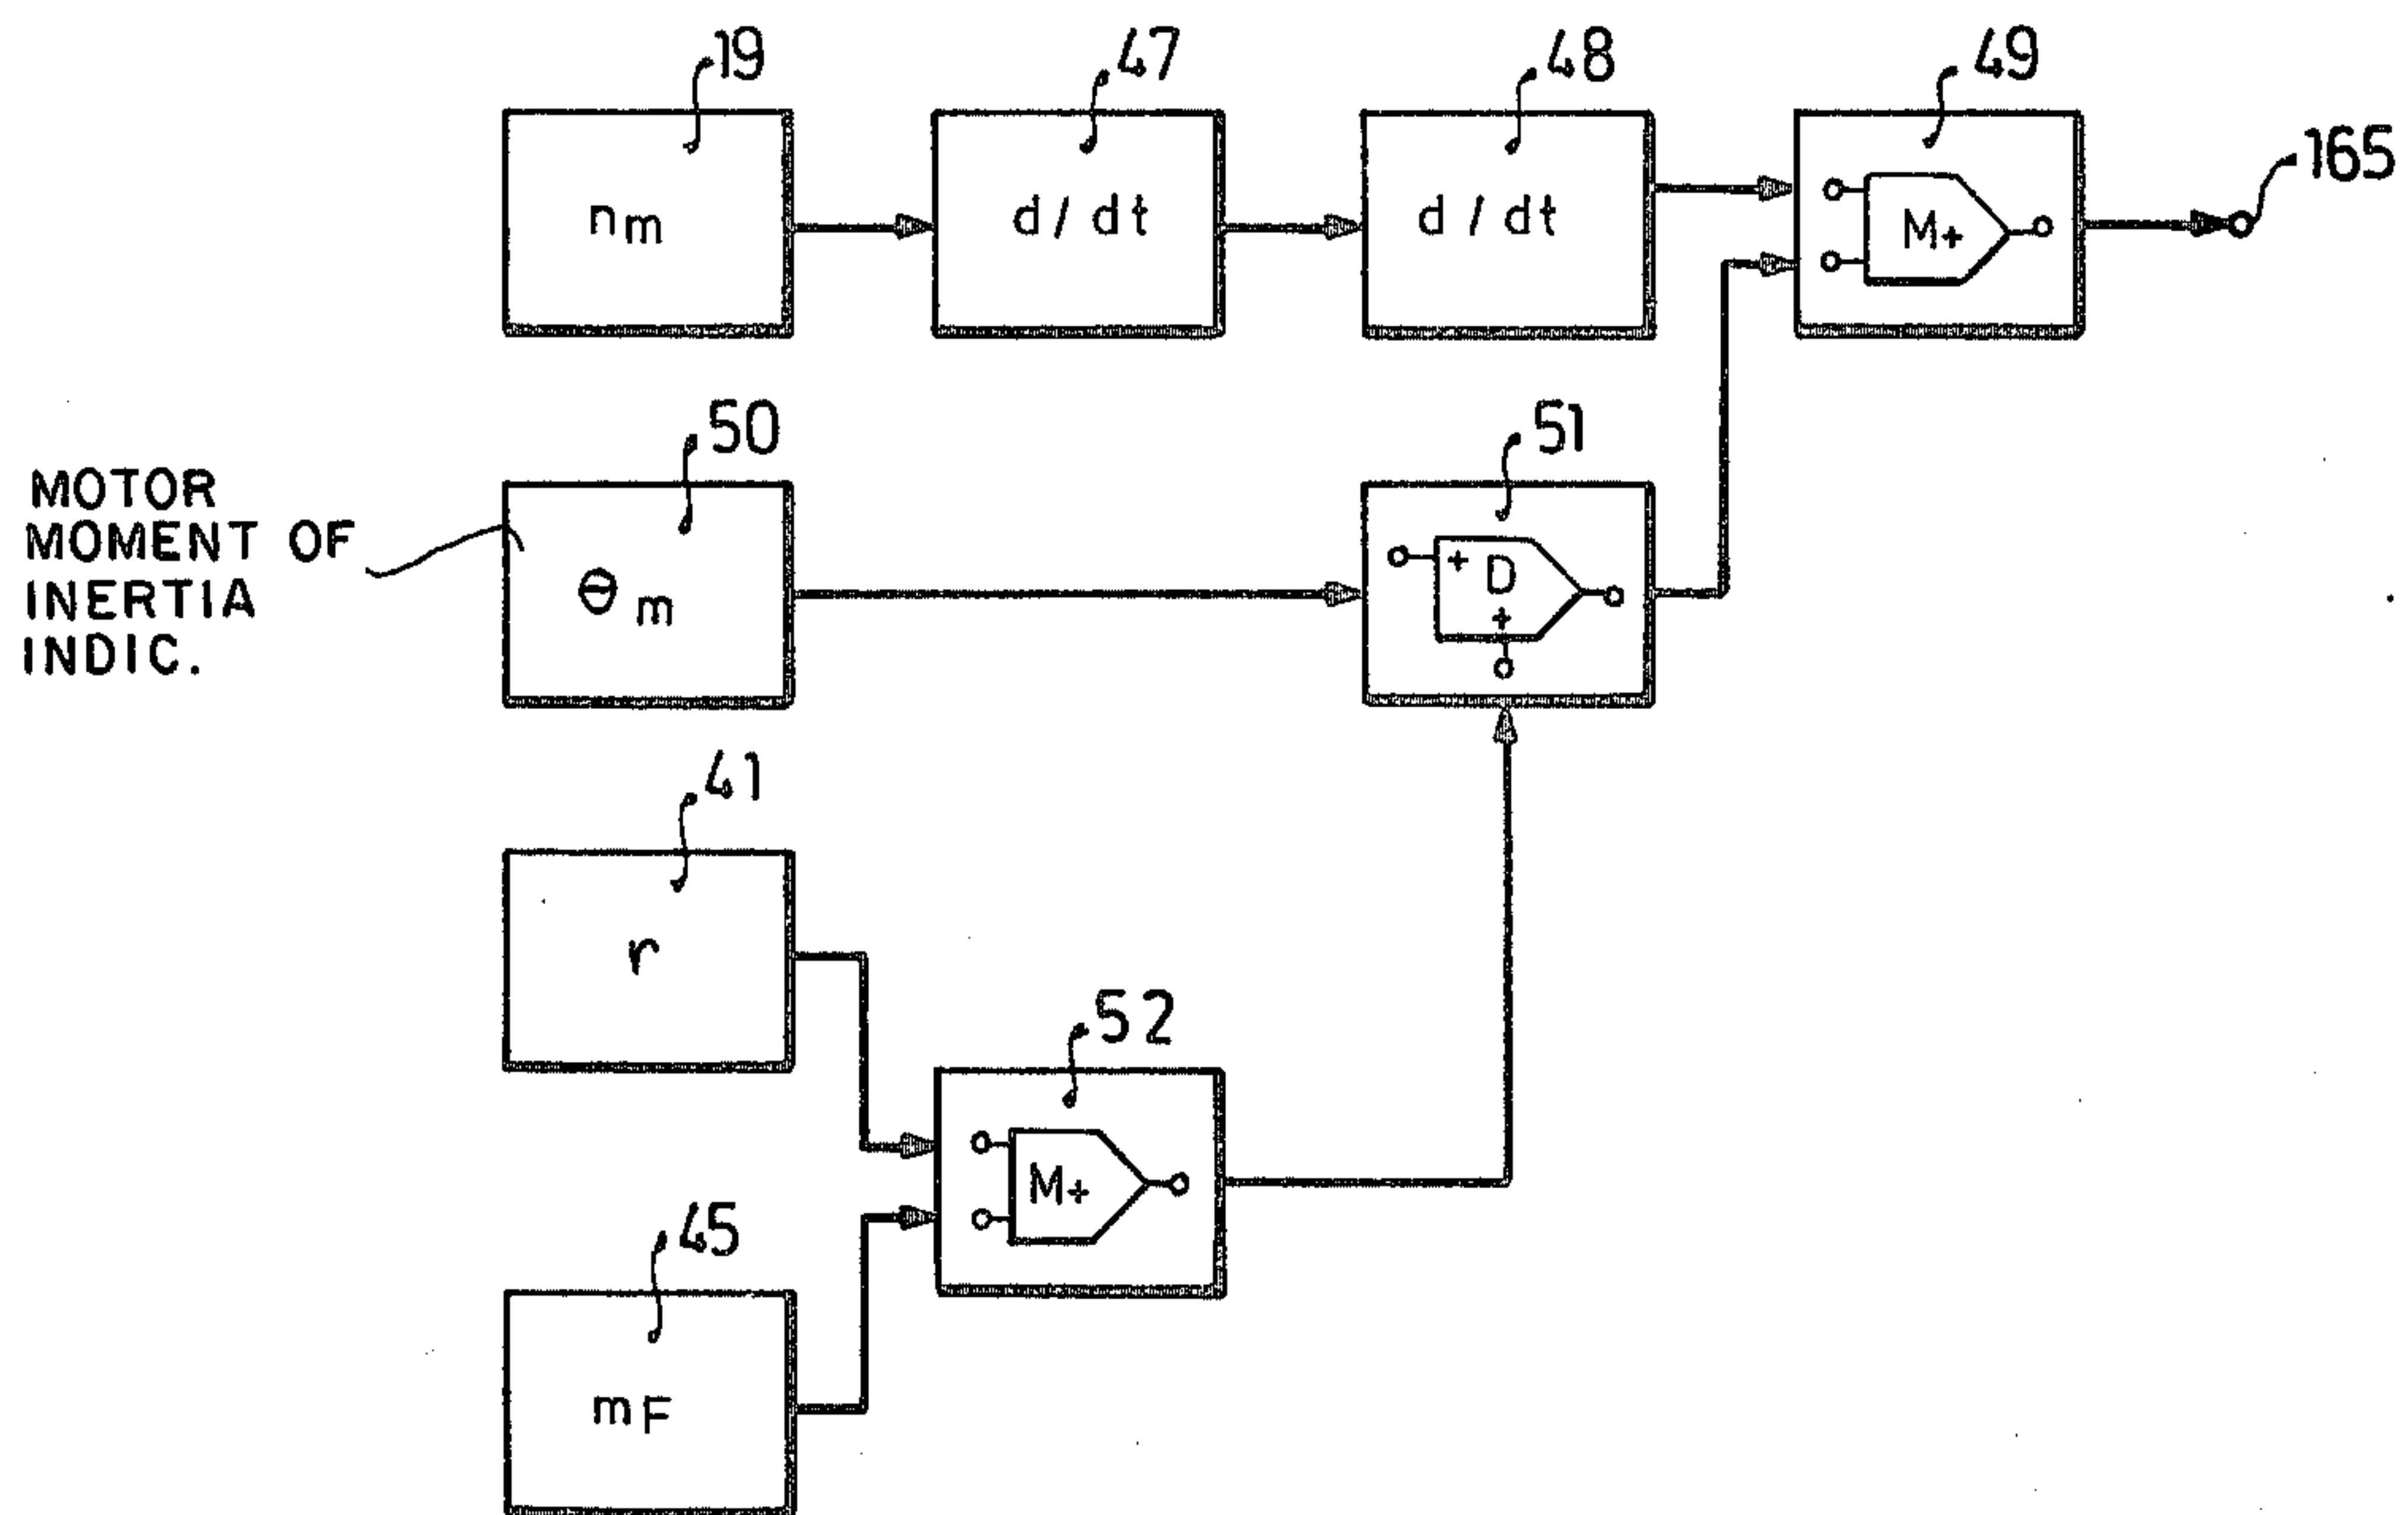 19
47
48
49
165
nm
d/dt
d/dt
M+
MOTOR
MOMENT OF
INERTIA
INDIC.
50
51
Θm
+ D
+
41
r
52
M+
45
mF